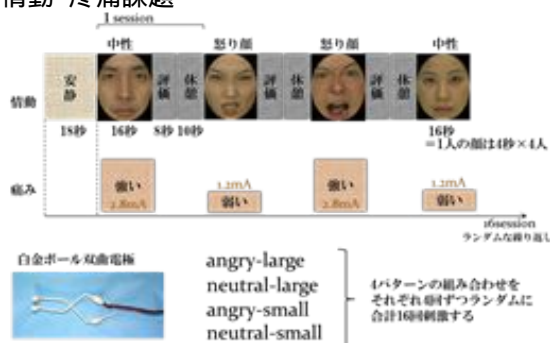 情動 疼痛課題
1 session
中性 怒り顔 怒り顔 中性
情動 安静 評価 休憩 評価 休憩 評価 休憩
18秒 16秒 8秒 10秒 16秒
=1人の顔は4秒×4人
痛み 強い 2.8mA 1.2mA 弱い 強い 2.8mA 1.2mA 弱い
16session
ランダムな繰り返し
白金ボール双曲電極
angry-large
neutral-large
angry-small
neutral-small
4パターンの組み合わせを
それぞれ4回ずつランダムに
合計16回刺激する